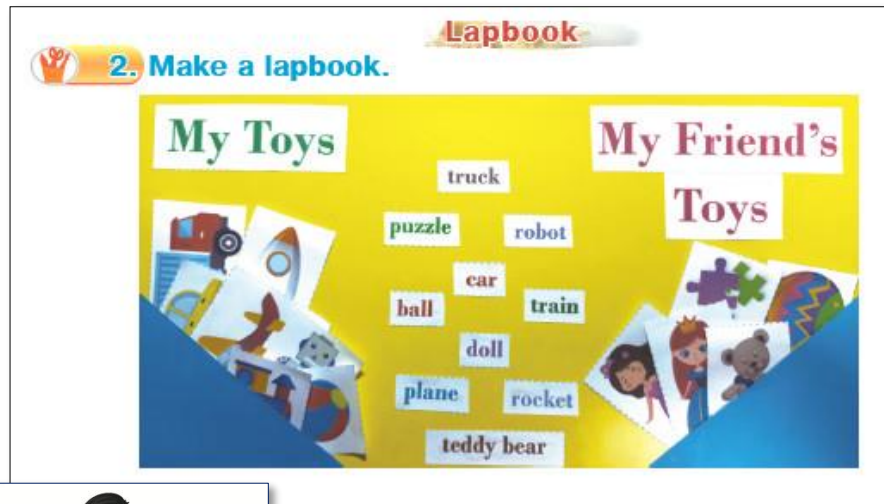 Lapbook
2. Make a lapbook.
My Toys
My Friend's
Toys
truck
puzzle
robot
car
ball
train
doll
plane
rocket
teddy bear